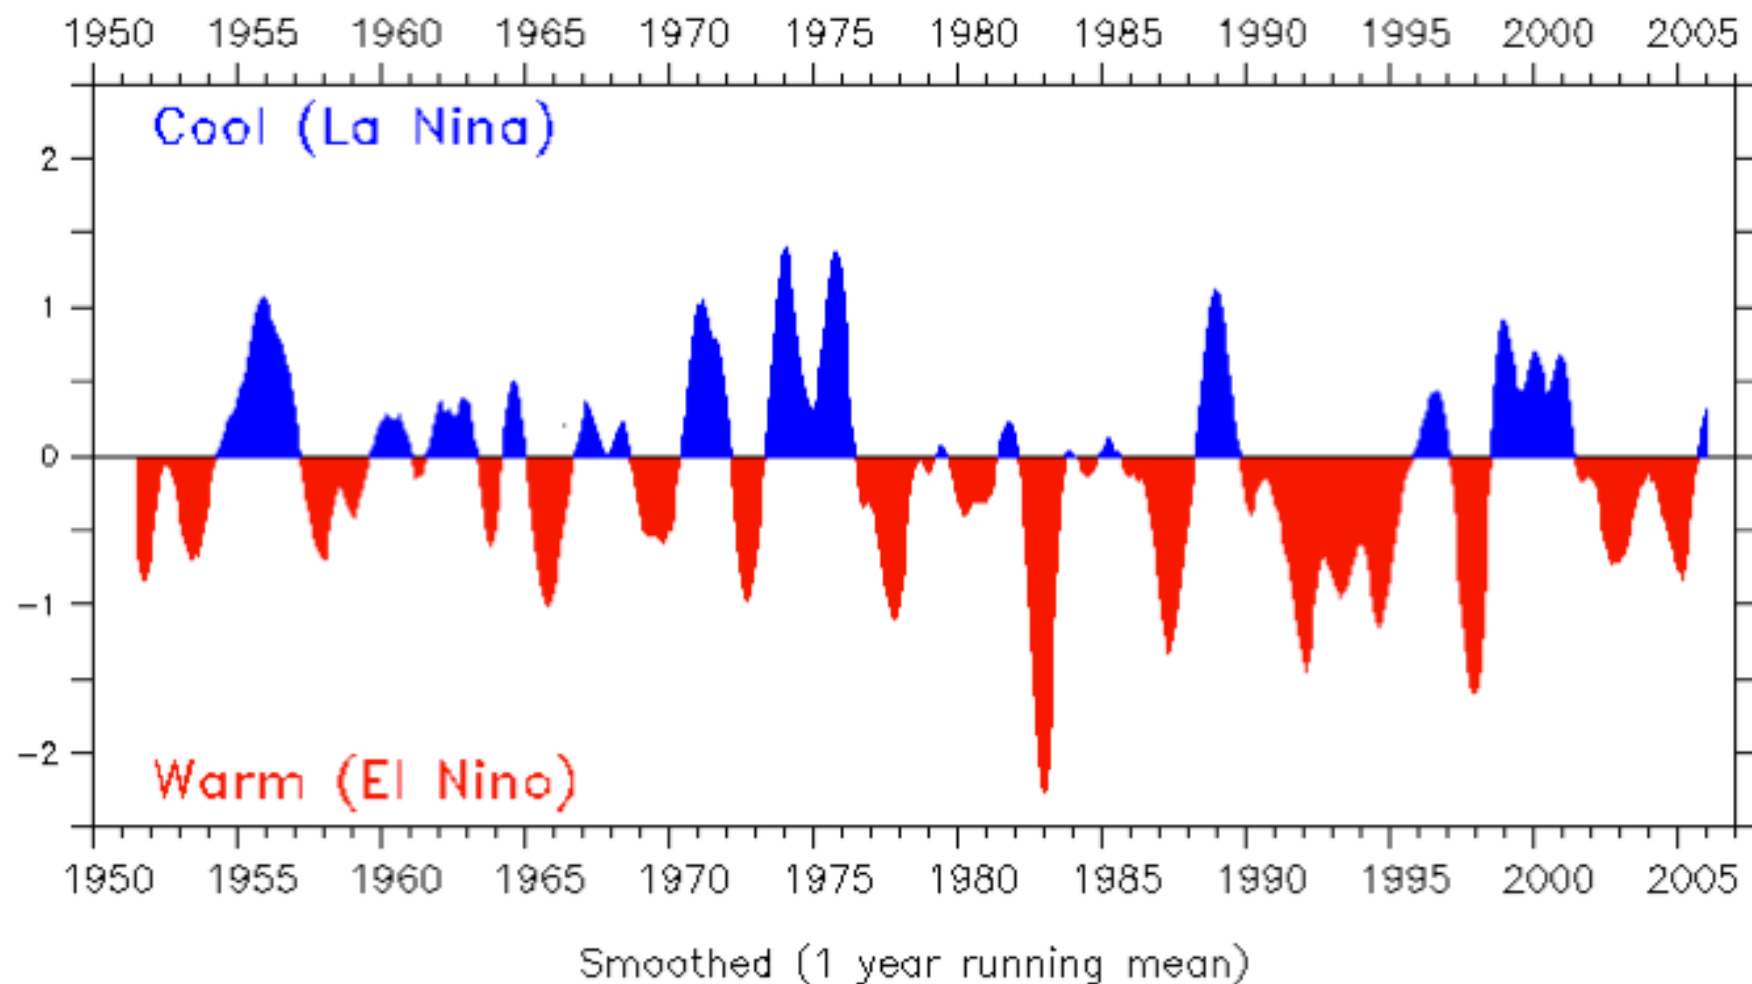 1950 1955 1960 1965 1970 1975 1980 1985 1990 1995 2000 2005
Cool (La Nina)
2
1
0
-1
-2
Warm (El Nino)
1950 1955 1960 1965 1970 1975 1980 1985 1990 1995 2000 2005
Smoothed (1 year running mean)